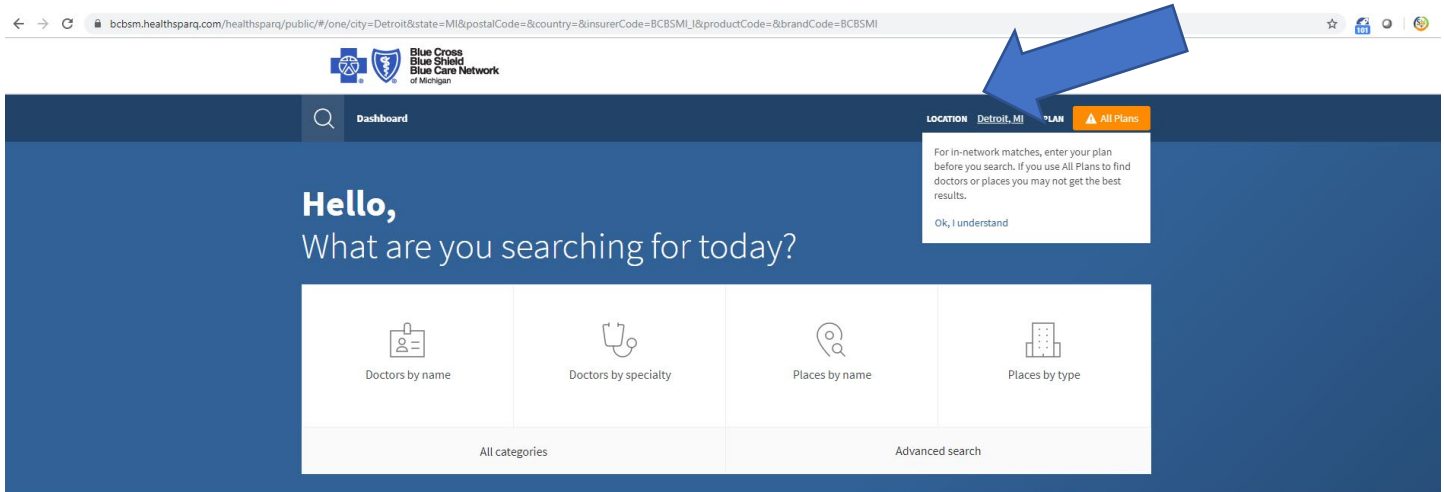 bcbsm.healthsparq.com/healthsparq/public/#/one/city=Detroit&state=MI&postalCode=&country=&insurerCode=BCBSMI_I&productCode=&brandCode=BCBSMI
101
Blue Cross
Blue Shield
Blue Care Network
of Michigan
Dashboard
LOCATION Detroit, MI PLAN All Plans
For in-network matches, enter your plan
before you search. If you use All Plans to find
doctors or places you may not get the best
results.
Ok, I understand
Hello,
What are you searching for today?
Doctors by name
Doctors by specialty
Places by name
Places by type
All categories
Advanced search